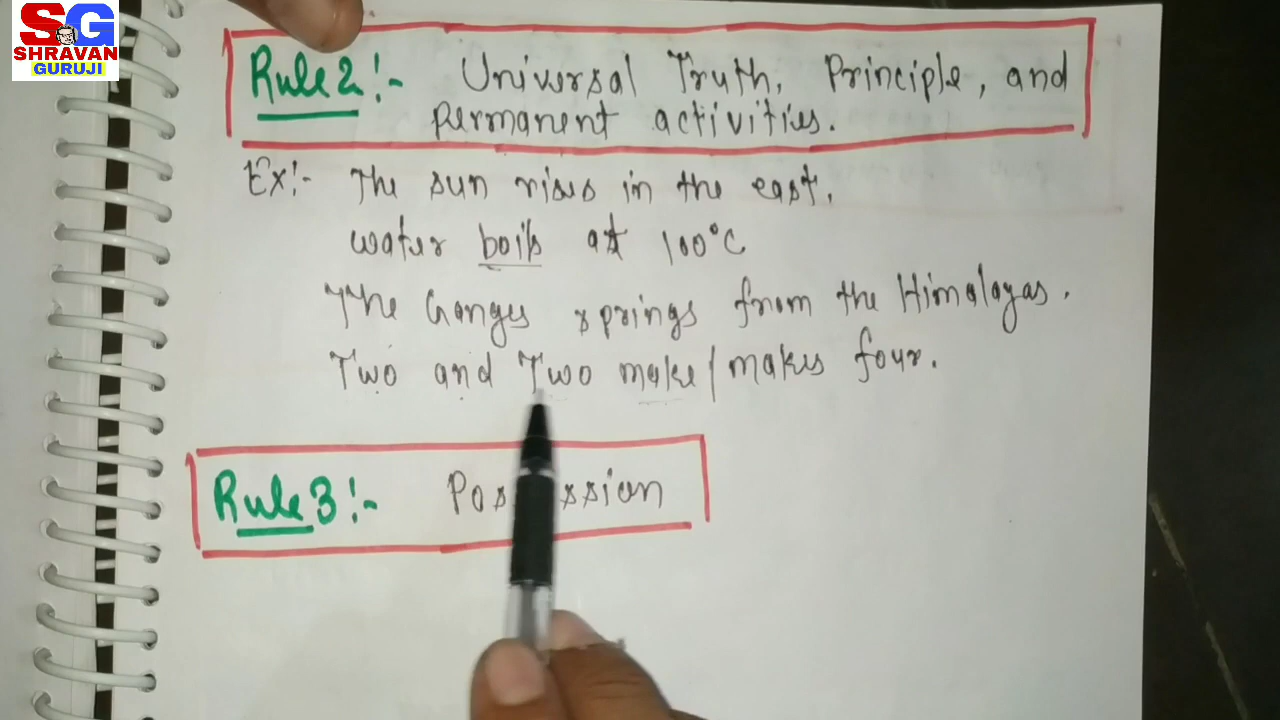 SG
SHRAVAN
GURUJI
Rule 2 :- Universal Truth, Principle, and
permanent activities.
Ex:- The sun rises in the east.
water boils at 100°C
The Ganges springs from the Himalayas.
Two and Two make/makes four.
Rule 3 :- Possession